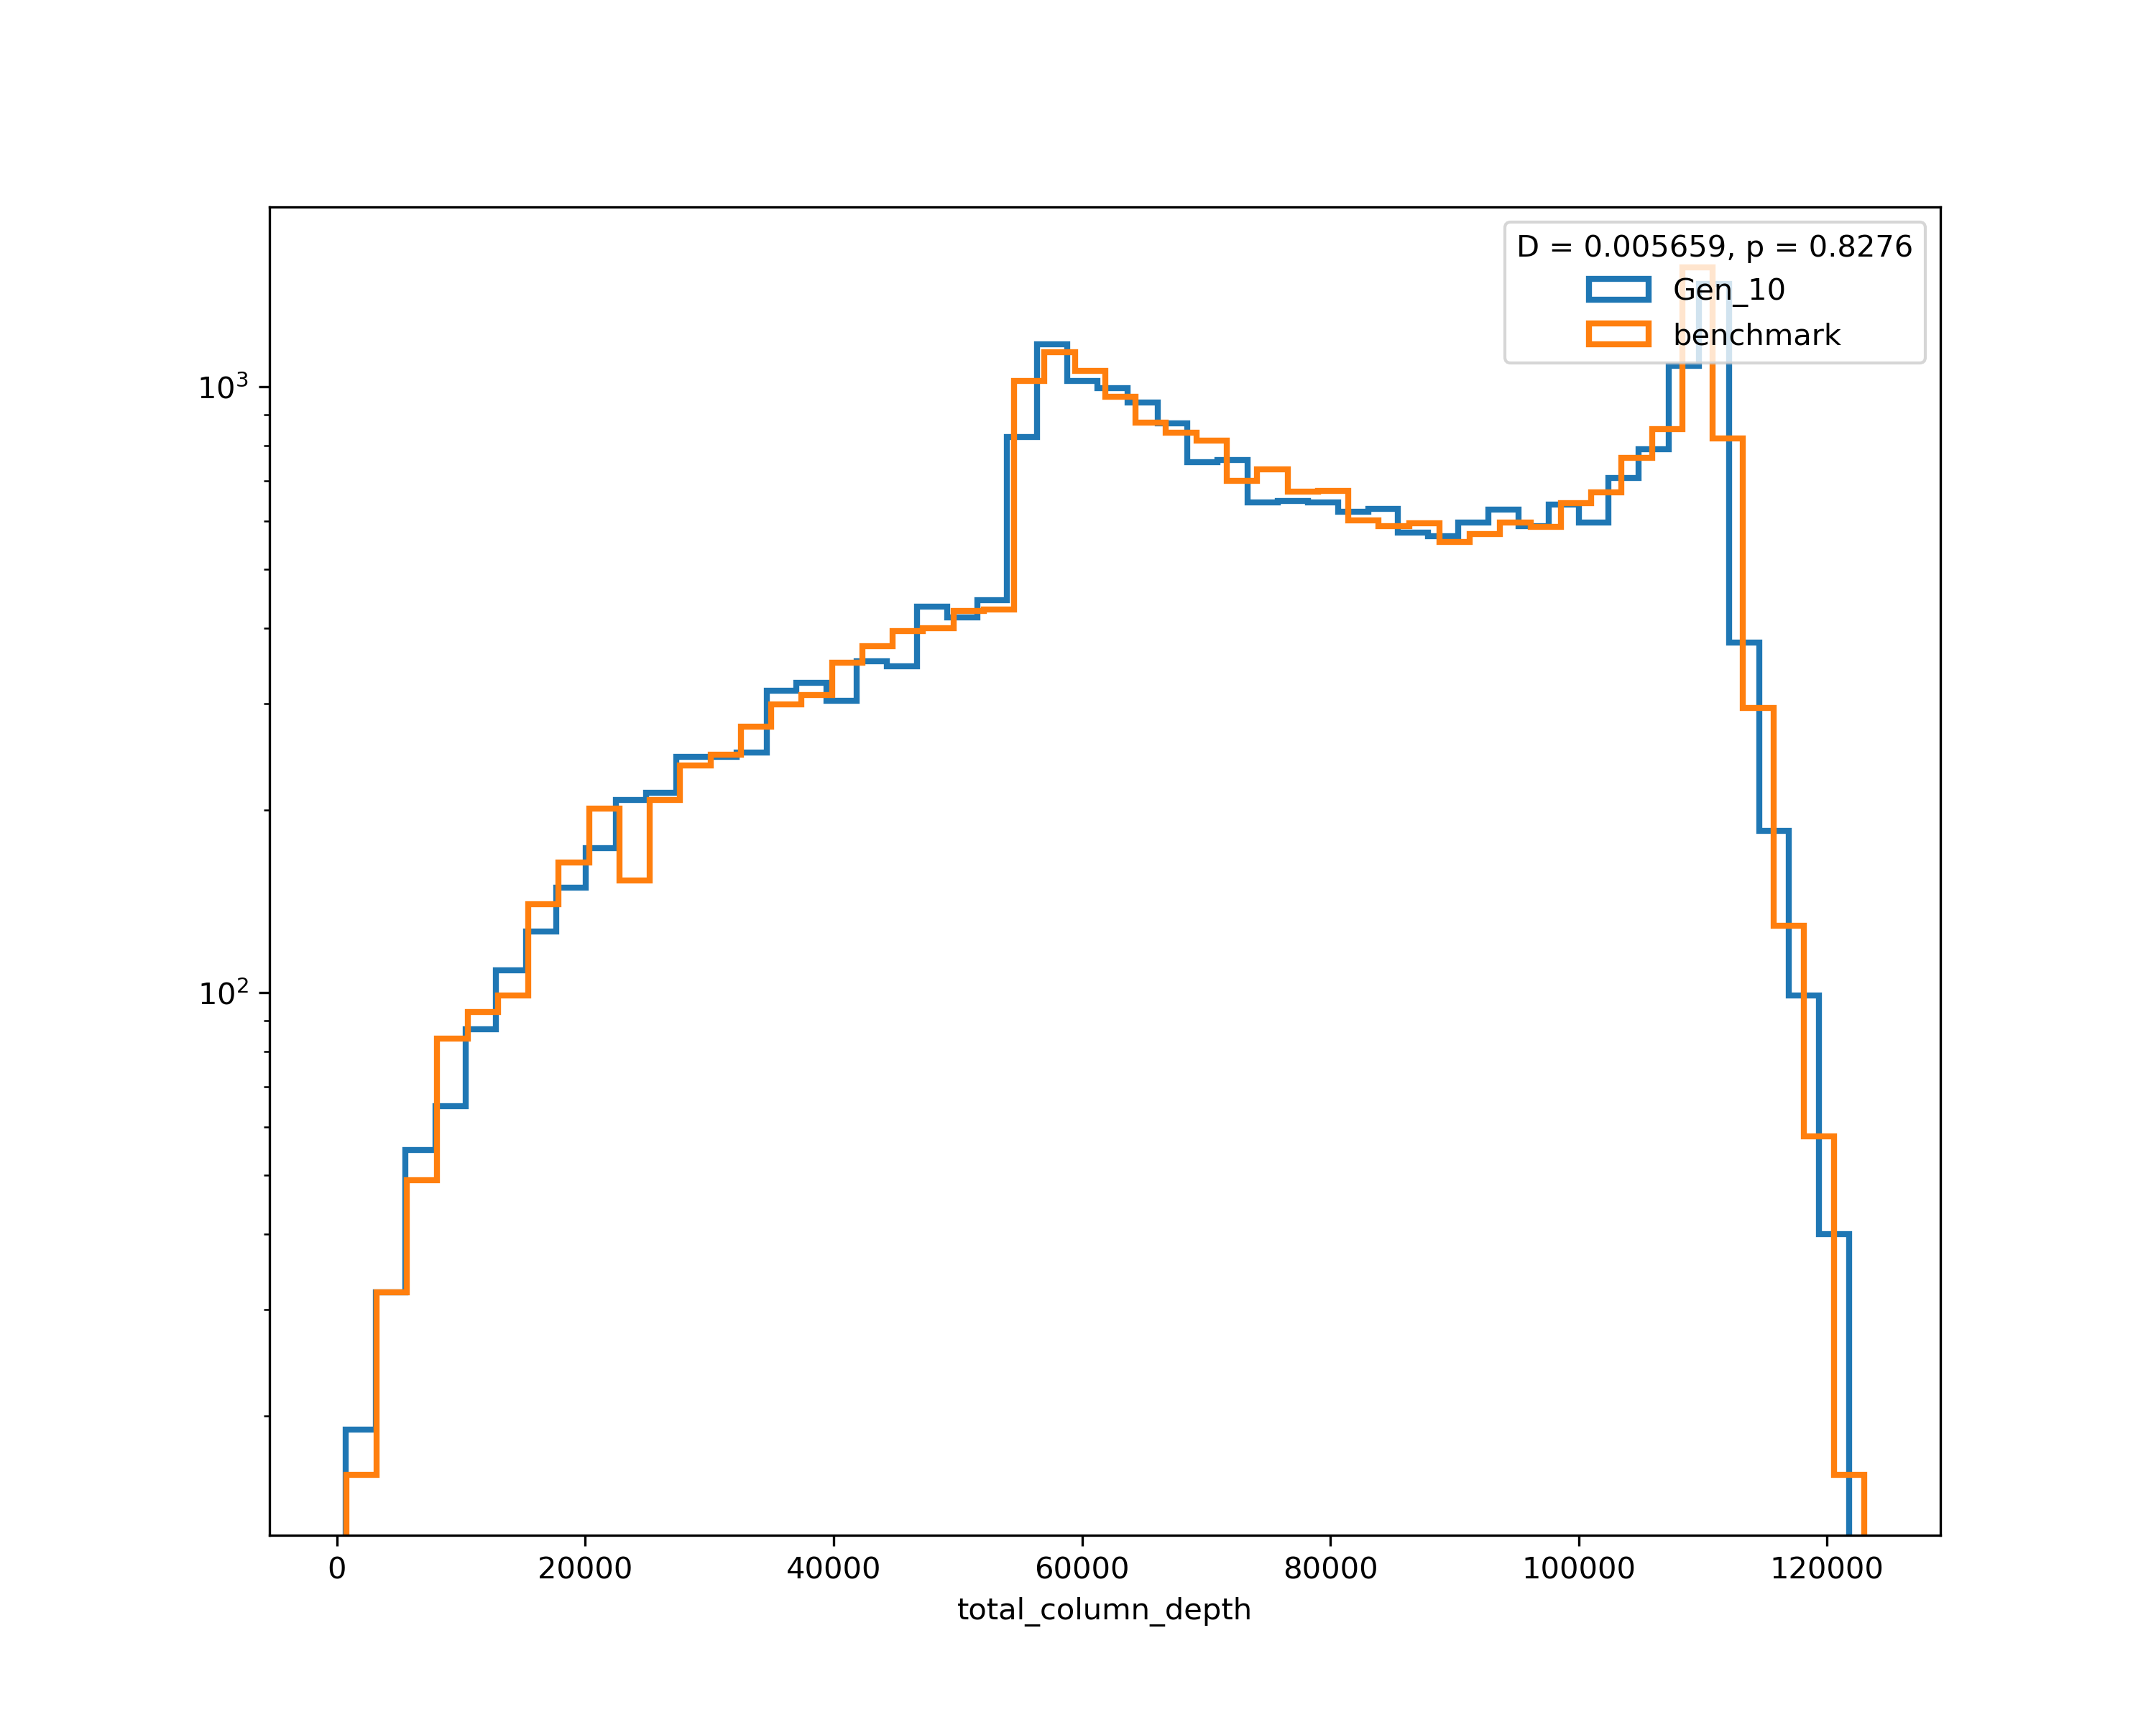 D = 0.005659, p = 0.8276
Gen_10
benchmark
10³
10²
0 20000 40000 60000 80000 100000 120000
total_column_depth